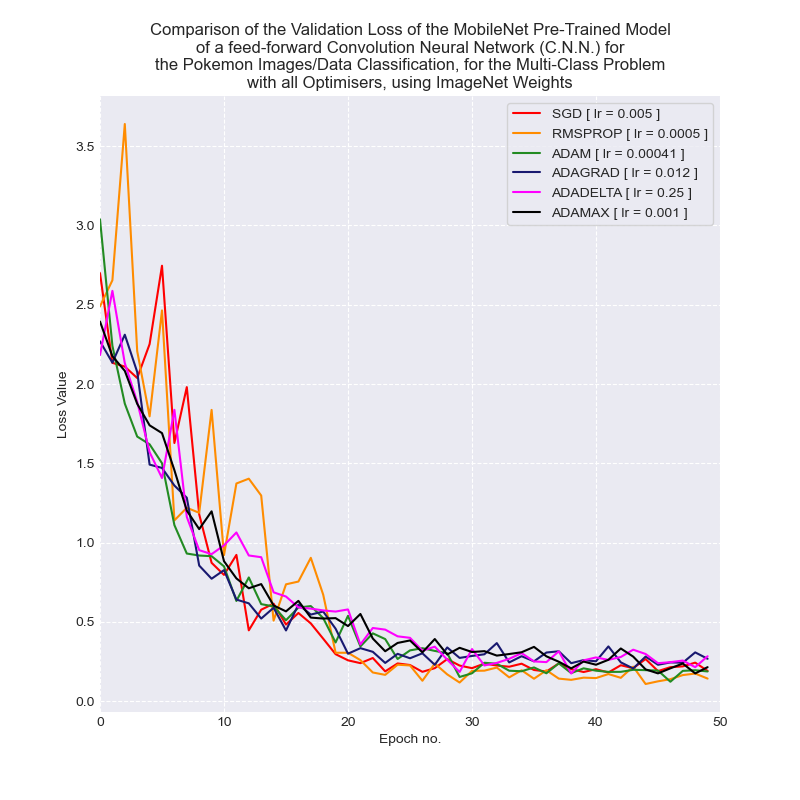 Comparison of the Validation Loss of the MobileNet Pre-Trained Model
of a feed-forward Convolution Neural Network (C.N.N.) for
the Pokemon Images/Data Classification, for the Multi-Class Problem
with all Optimisers, using ImageNet Weights
SGD [ lr = 0.005 ]
RMSPROP [ lr = 0.0005 ]
ADAM [ lr = 0.00041 ]
ADAGRAD [ lr = 0.012 ]
ADADELTA [ lr = 0.25 ]
ADAMAX [ lr = 0.001 ]
Loss Value
3.5
3.0
2.5
2.0
1.5
1.0
0.5
0.0
0 10 20 30 40 50
Epoch no.